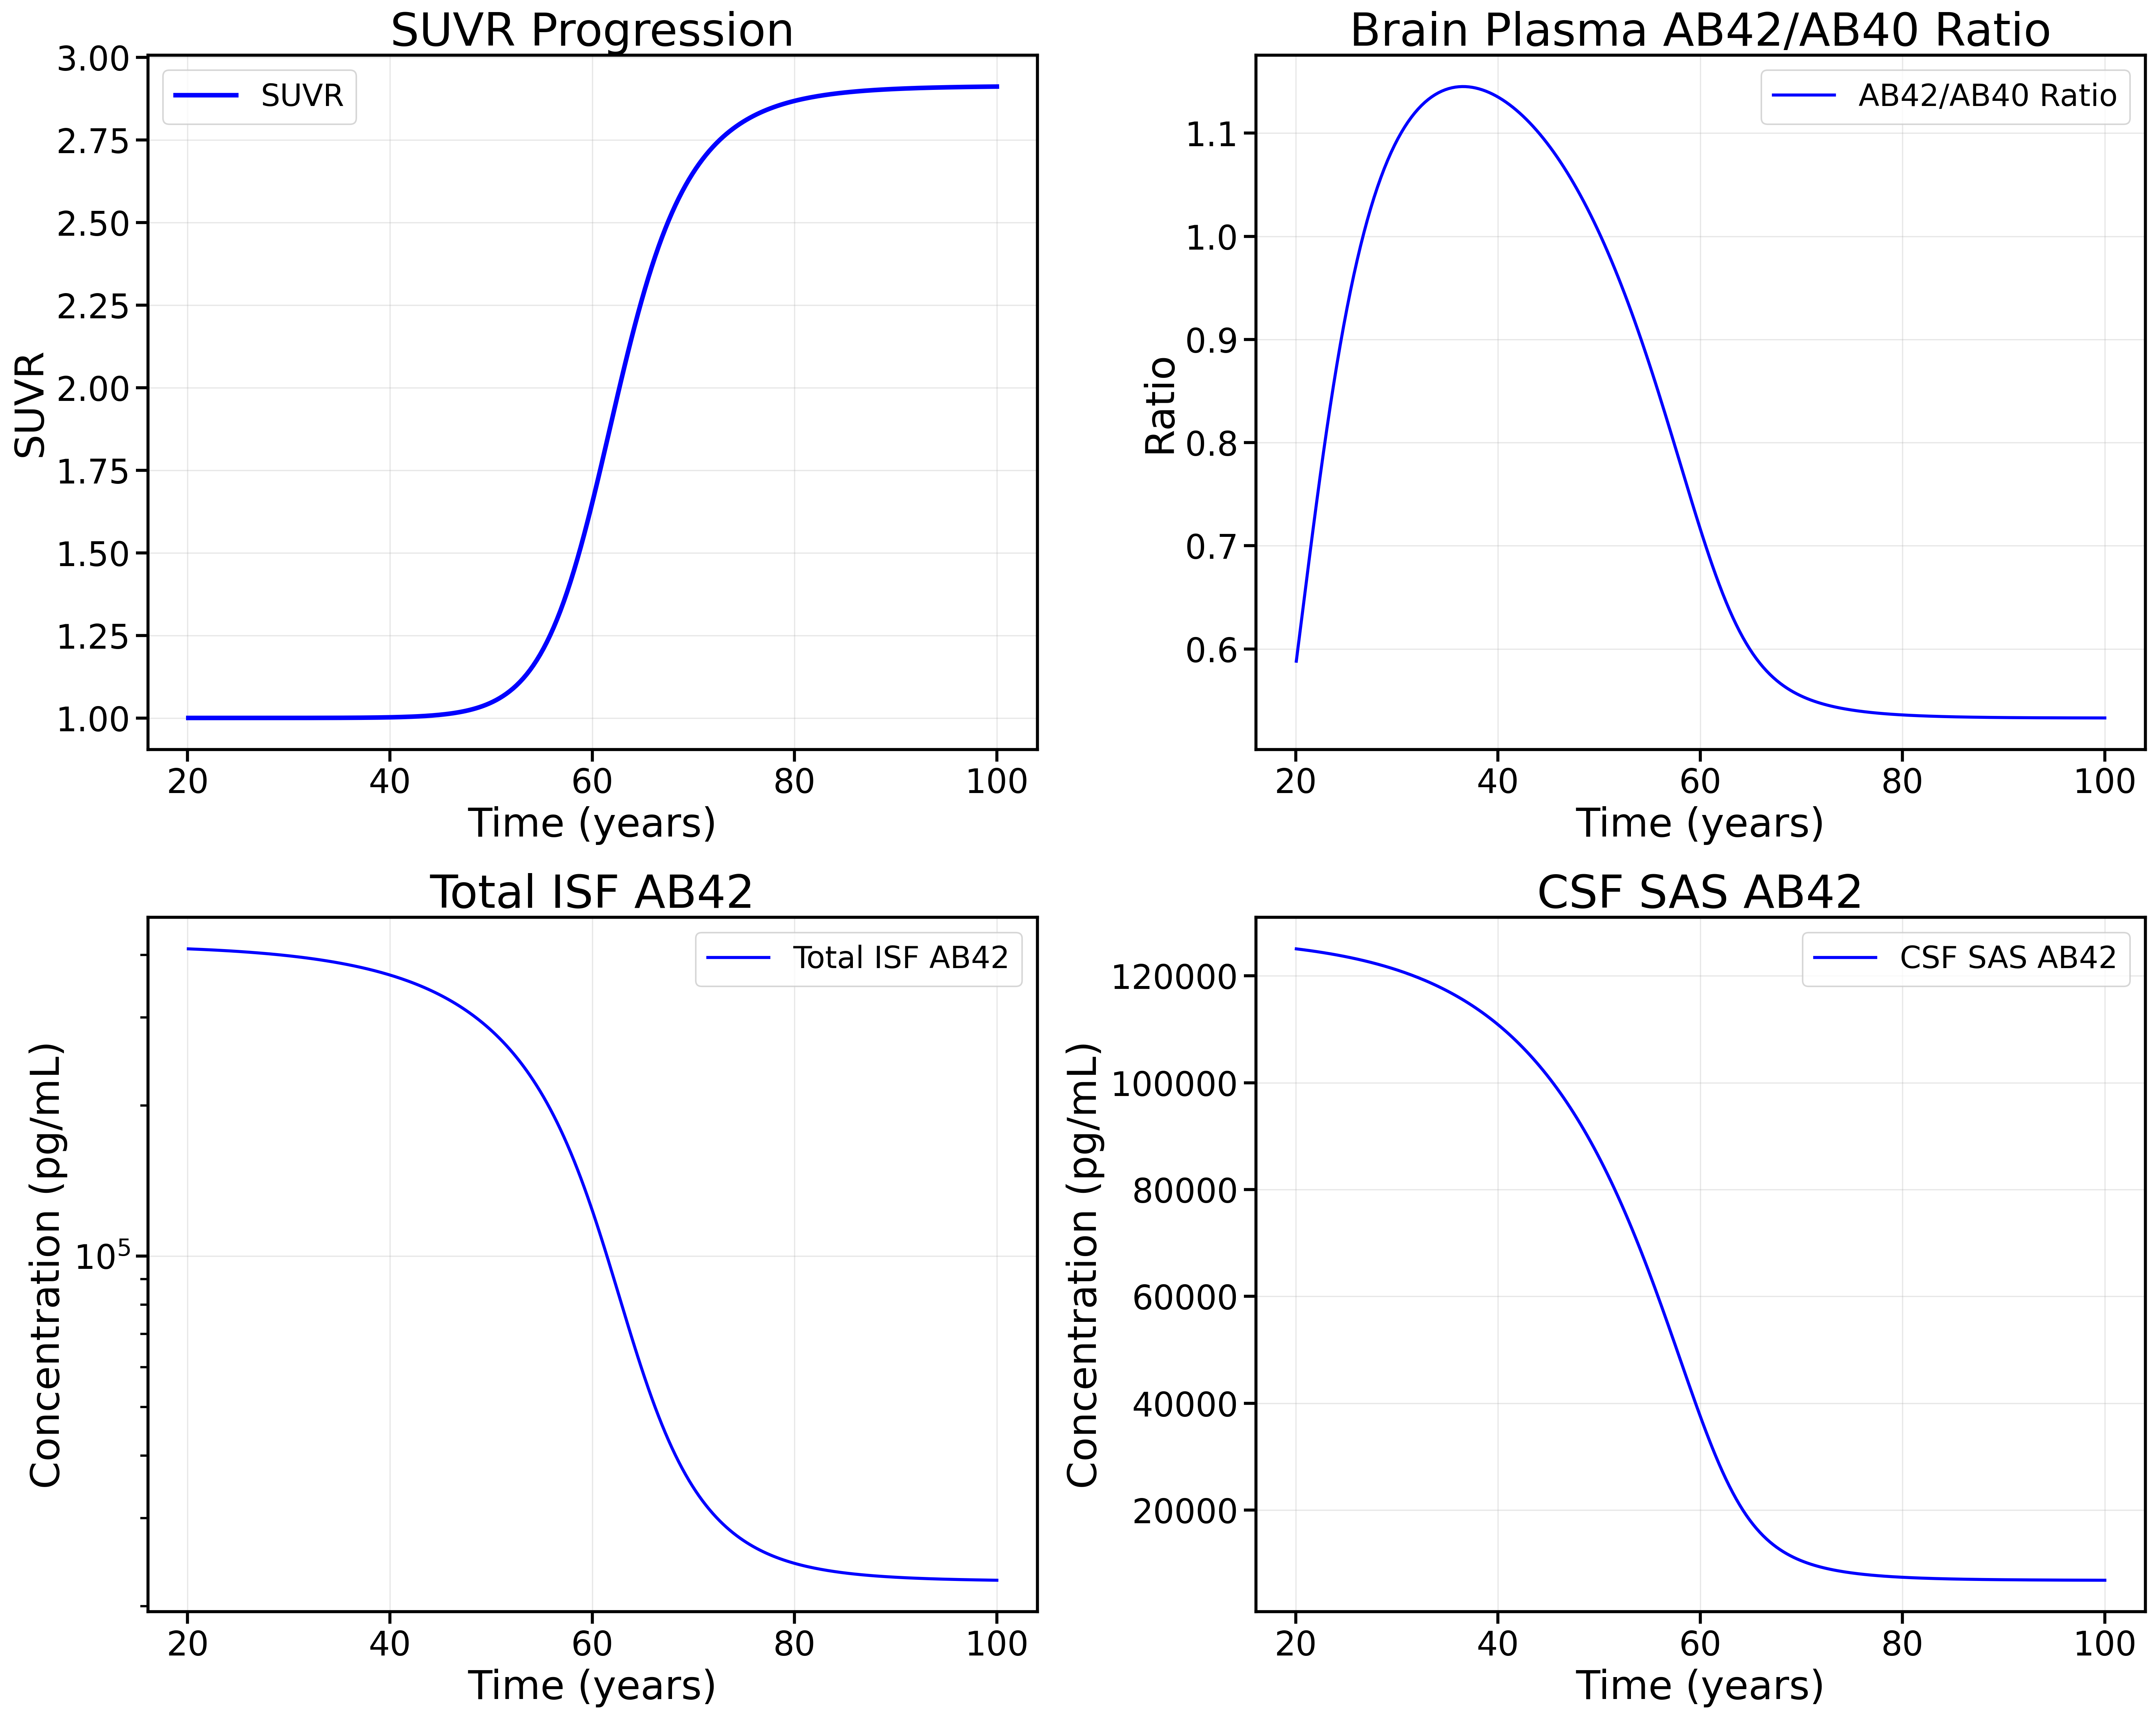 SUVR Progression
SUVR
3.00
2.75
2.50
2.25
2.00
1.75
1.50
1.25
1.00
SUVR
20 40 60 80 100
Time (years)
Brain Plasma AB42/AB40 Ratio
AB42/AB40 Ratio
1.1
1.0
0.9
0.8
0.7
0.6
Ratio
20 40 60 80 100
Time (years)
Total ISF AB42
Total ISF AB42
10⁵
Concentration (pg/mL)
20 40 60 80 100
Time (years)
CSF SAS AB42
CSF SAS AB42
120000
100000
80000
60000
40000
20000
Concentration (pg/mL)
20 40 60 80 100
Time (years)